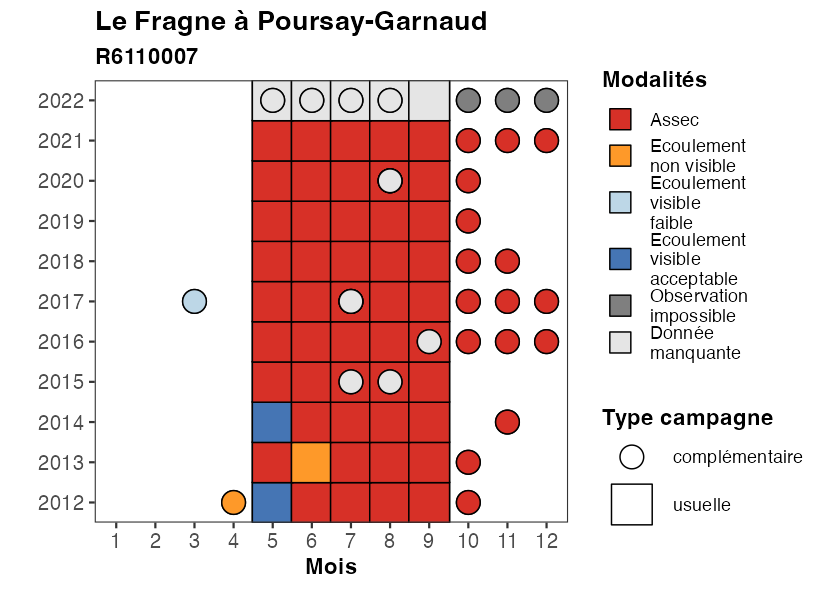 Le Fragne à Poursay-Garnaud
R6110007
2022
2021
2020
2019
2018
2017
2016
2015
2014
2013
2012
1 2 3 4 5 6 7 8 9 10 11 12
Mois
Modalités
Assec
Ecoulement
non visible
Ecoulement
visible
faible
Ecoulement
visible
acceptable
Observation
impossible
Donnée
manquante
Type campagne
complémentaire
usuelle